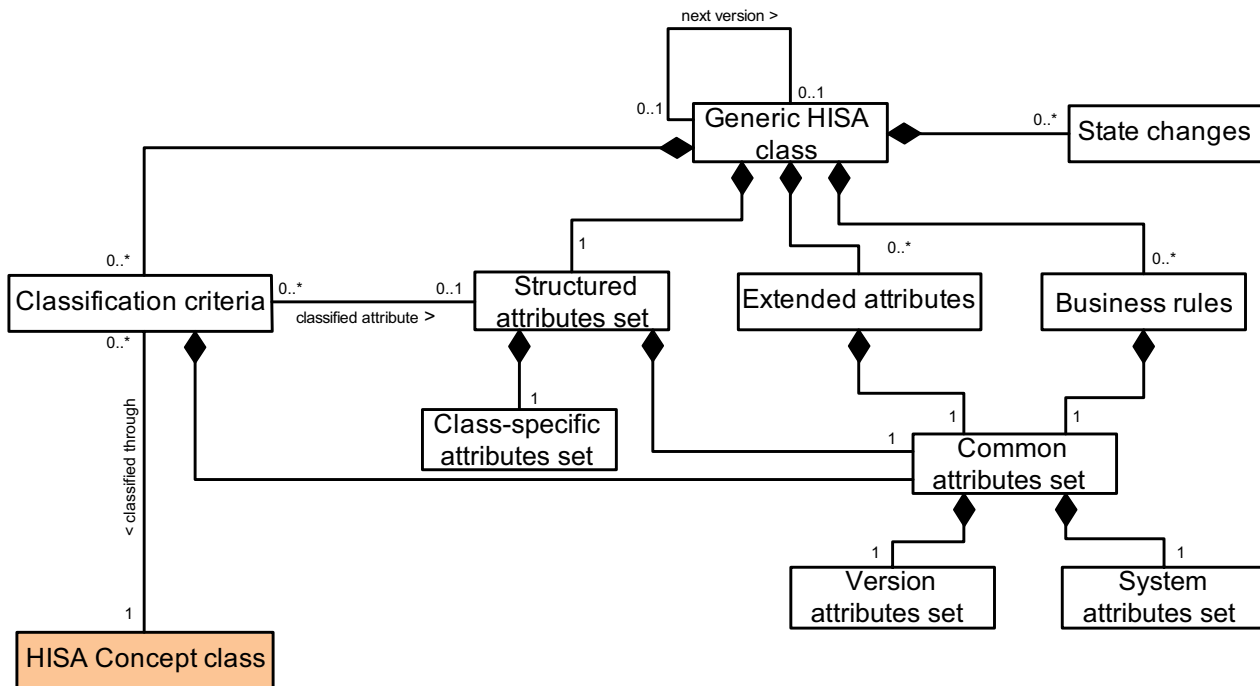 next version >
0..1
0..1
Generic HISA
class
0..*
State changes
0..*
1
0..*
0..*
Classification criteria
0..*
classified attribute >
0..1
Structured
attributes set
Extended attributes
Business rules
0..*
< classified through
1
Class-specific
attributes set
1
1
1
Common
attributes set
1
Version
attributes set
1
System
attributes set
1
HISA Concept class